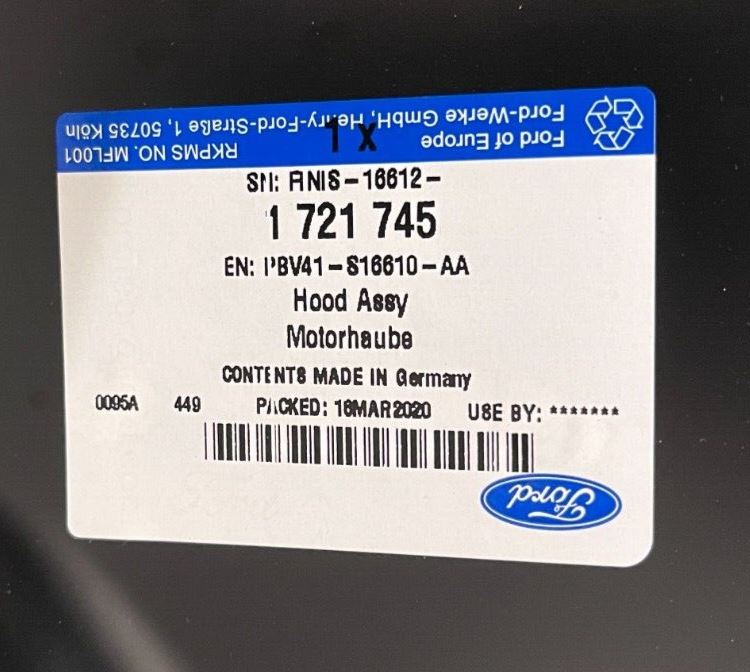 Ford of Europe
Ford-Werke GmbH, Henry-Ford-Straße 1, 50735 Köln
RKPMS NO. MFL001
1 X
SN: FINIS-16612-
1 721 745
EN: PBV41-S16610-AA
Hood Assy
Motorhaube
CONTENTS MADE IN Germany
0095A 449 PACKED: 16MAR2020 USE BY: *******
Ford